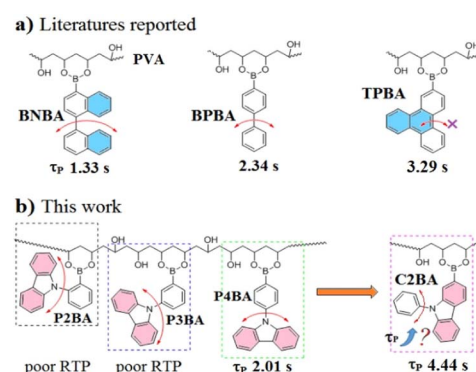 a) Literatures reported
OH OH PVA
O O
B
BNBA
τP 1.33 s
OH OH
O O
B
BPBA
2.34 s
OH OH
O O
B
TPBA
3.29 s
b) This work
OH OH OH
O O O O O O
B B B
N N N
P2BA P3BA P4BA
poor RTP poor RTP τP 2.01 s
OH OH
O O
B
C2BA
N
τP ?
τP 4.44 s